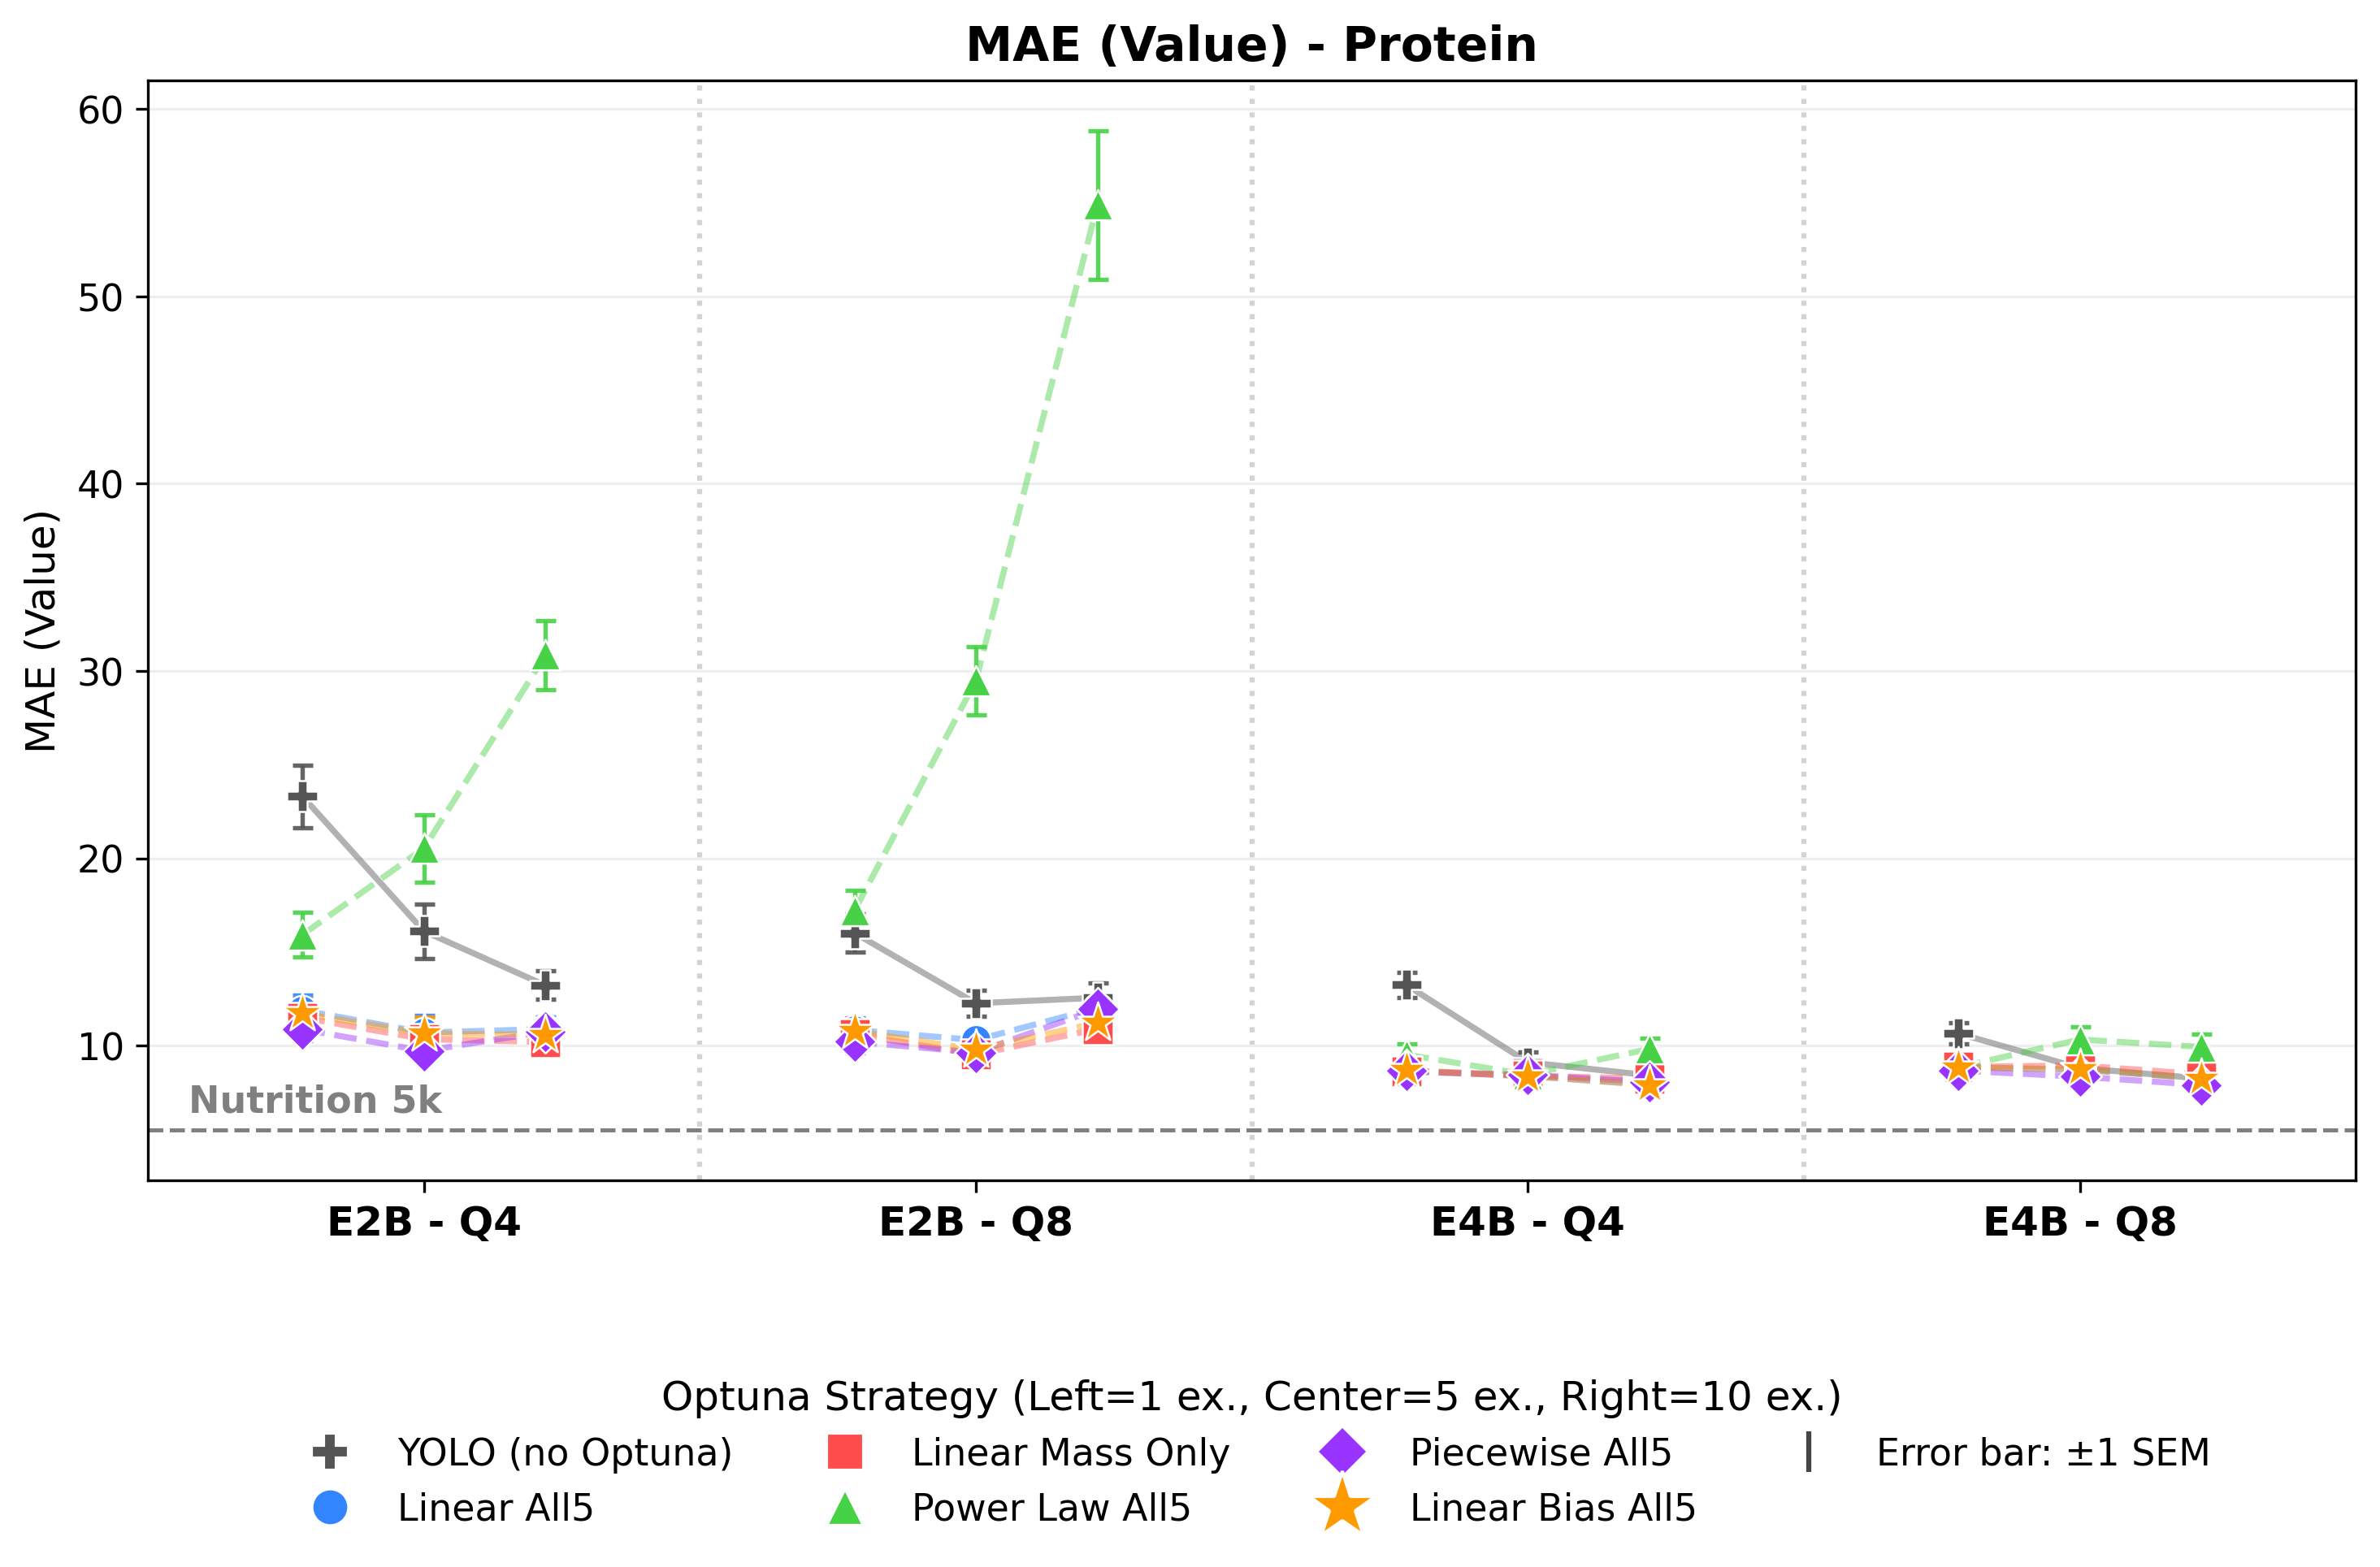 MAE (Value) - Protein
60
50
40
30
20
10
MAE (Value)
Nutrition 5k
E2B - Q4
E2B - Q8
E4B - Q4
E4B - Q8
Optuna Strategy (Left=1 ex., Center=5 ex., Right=10 ex.)
YOLO (no Optuna)
Linear Mass Only
Piecewise All5
Error bar: ±1 SEM
Linear All5
Power Law All5
Linear Bias All5